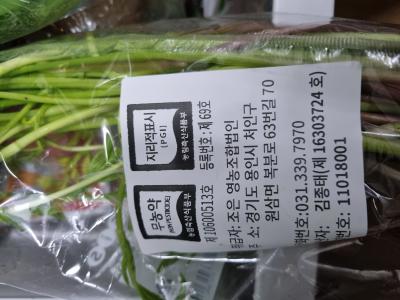 지리적표시
(PGI)
농림축산식품부
등록번호: 제 69호
무농약
(NONPESTICIDE)
농림축산식품부
제10600513호
급자: 조은 영농조합법인
소: 경기도 용인시 처인구
원삼면 북문로 63번길 70
번호:031.339.7970
김종태(제 16303724 호)
번호: 11018001